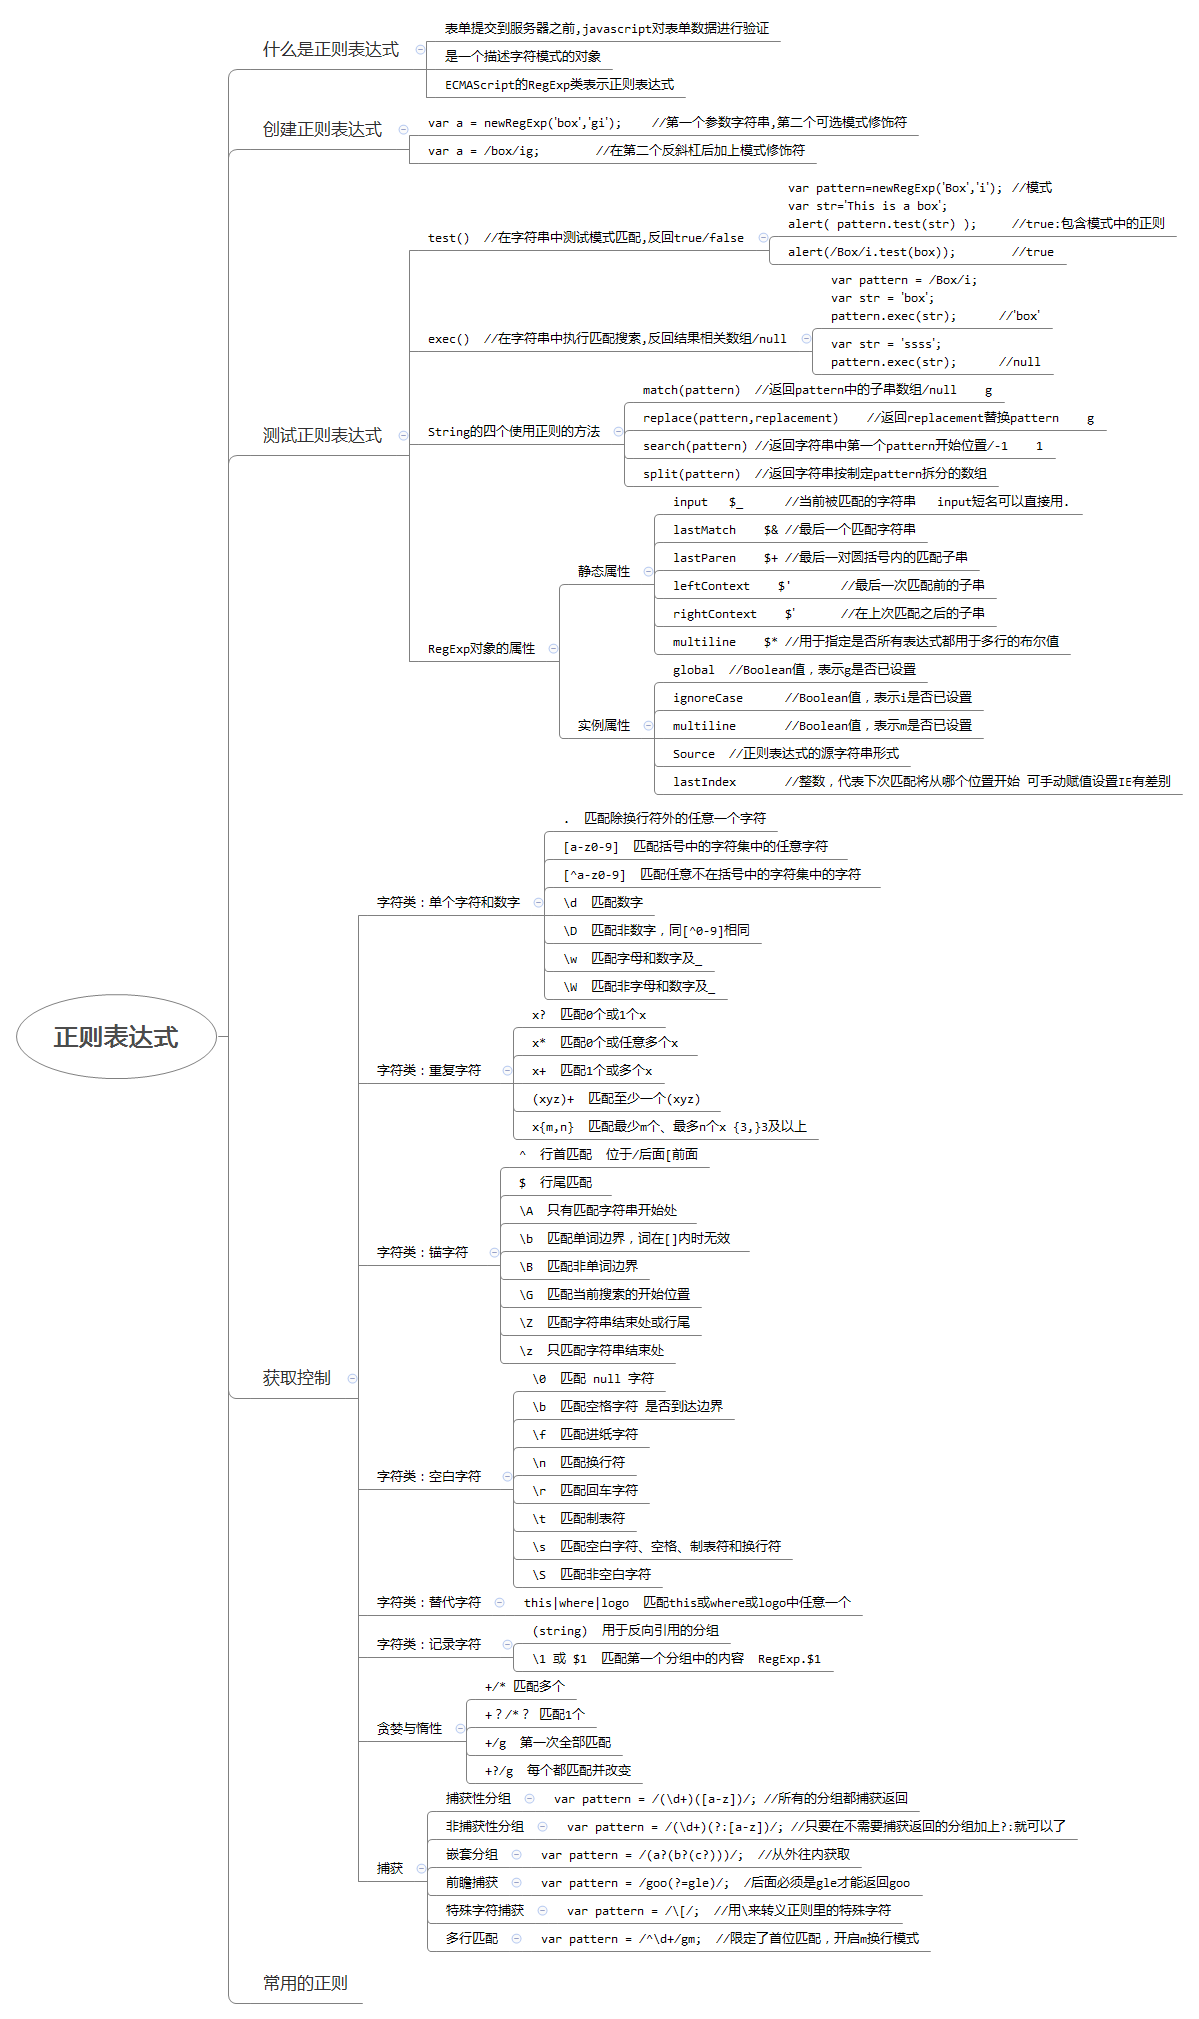 什么是正则表达式
表单提交到服务器之前,javascript对表单数据进行验证
是一个描述字符模式的对象
ECMAScript的RegExp类表示正则表达式
创建正则表达式
var a = newRegExp('box','gi'); //第一个参数字符串,第二个可选模式修饰符
var a = /box/ig; //在第二个反斜杠后加上模式修饰符
测试正则表达式
test() //在字符串中测试模式匹配,反回true/false
var pattern=newRegExp('Box','i'); //模式
var str='This is a box';
alert( pattern.test(str) ); //true:包含模式中的正则
alert(/Box/i.test(box)); //true
exec() //在字符串中执行匹配搜索,反回结果相关数组/null
var pattern = /Box/i;
var str = 'box';
pattern.exec(str); //'box'
var str = 'ssss';
pattern.exec(str); //null
String的四个使用正则的方法
match(pattern) //返回pattern中的子串数组/null g
replace(pattern,replacement) //返回replacement替换pattern g
search(pattern) //返回字符串中第一个pattern开始位置/-1 1
split(pattern) //返回字符串按制定pattern拆分的数组
RegExp对象的属性
静态属性
input $_ //当前被匹配的字符串 input短名可以直接用.
lastMatch $& //最后一个匹配字符串
lastParen $+ //最后一对圆括号内的匹配子串
leftContext $' //最后一次匹配前的子串
rightContext $' //在上次匹配之后的子串
multiline $* //用于指定是否所有表达式都用于多行的布尔值
实例属性
global //Boolean值，表示g是否已设置
ignoreCase //Boolean值，表示i是否已设置
multiline //Boolean值，表示m是否已设置
Source //正则表达式的源字符串形式
lastIndex //整数，代表下次匹配将从哪个位置开始 可手动赋值设置IE有差别
正则表达式
获取控制
字符类：单个字符和数字
. 匹配除换行符外的任意一个字符
[a-z0-9] 匹配括号中的字符集中的任意字符
[^a-z0-9] 匹配任意不在括号中的字符集中的字符
\d 匹配数字
\D 匹配非数字，同[^0-9]相同
\w 匹配字母和数字及_
\W 匹配非字母和数字及_
字符类：重复字符
x? 匹配0个或1个x
x* 匹配0个或任意多个x
x+ 匹配1个或多个x
(xyz)+ 匹配至少一个(xyz)
x{m,n} 匹配最少m个、最多n个x {3,}3及以上
字符类：锚字符
^ 行首匹配 位于/后面[前面
$ 行尾匹配
\A 只有匹配字符串开始处
\b 匹配单词边界，词在[]内时无效
\B 匹配非单词边界
\G 匹配当前搜索的开始位置
\Z 匹配字符串结束处或行尾
\z 只匹配字符串结束处
字符类：空白字符
\0 匹配 null 字符
\b 匹配空格字符 是否到达边界
\f 匹配进纸字符
\n 匹配换行符
\r 匹配回车字符
\t 匹配制表符
\s 匹配空白字符、空格、制表符和换行符
\S 匹配非空白字符
字符类：替代字符
this|where|logo 匹配this或where或logo中任意一个
字符类：记录字符
(string) 用于反向引用的分组
\1 或 $1 匹配第一个分组中的内容 RegExp.$1
贪婪与惰性
+/* 匹配多个
+？/*？ 匹配1个
+/g 第一次全部匹配
+?/g 每个都匹配并改变
捕获
捕获性分组 var pattern = /(\d+)([a-z])/; //所有的分组都捕获返回
非捕获性分组 var pattern = /(\d+)(?:[a-z])/; //只要在不需要捕获返回的分组加上?:就可以了
嵌套分组 var pattern = /(a?(b?(c?)))/; //从外往内获取
前瞻捕获 var pattern = /goo(?=gle)/; /后面必须是gle才能返回goo
特殊字符捕获 var pattern = /\[/; //用\来转义正则里的特殊字符
多行匹配 var pattern = /^\d+/gm; //限定了首位匹配，开启m换行模式
常用的正则